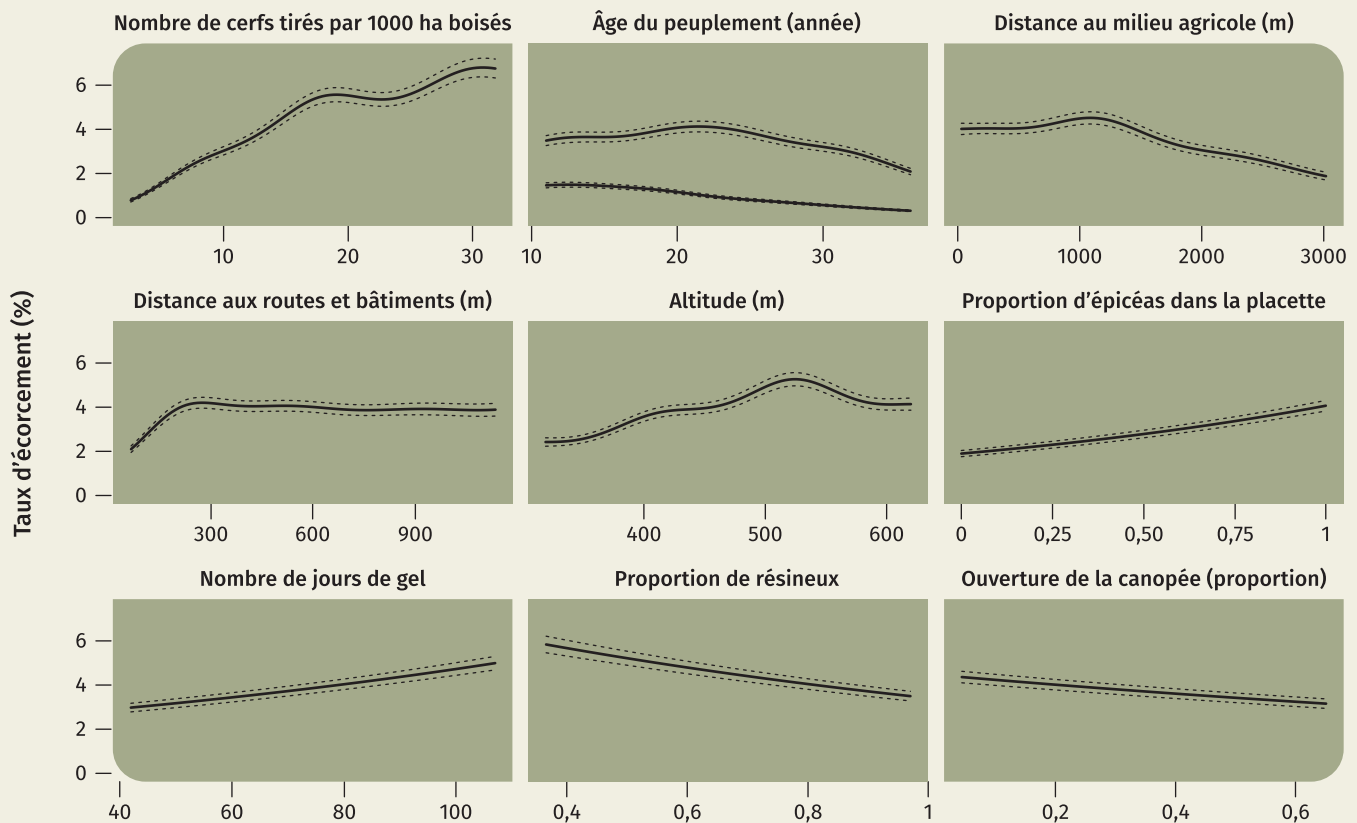 Nombre de cerfs tirés par 1000 ha boisés
Âge du peuplement (année)
Distance au milieu agricole (m)
6
4
2
0
10 20 30
10 20 30
0 1000 2000 3000
Taux d'écorcement (%)
Distance aux routes et bâtiments (m)
Altitude (m)
Proportion d'épicéas dans la placette
6
4
2
0
300 600 900
400 500 600
0 0,25 0,50 0,75 1
Nombre de jours de gel
Proportion de résineux
Ouverture de la canopée (proportion)
6
4
2
0
40 60 80 100
0,4 0,6 0,8 1
0,2 0,4 0,6